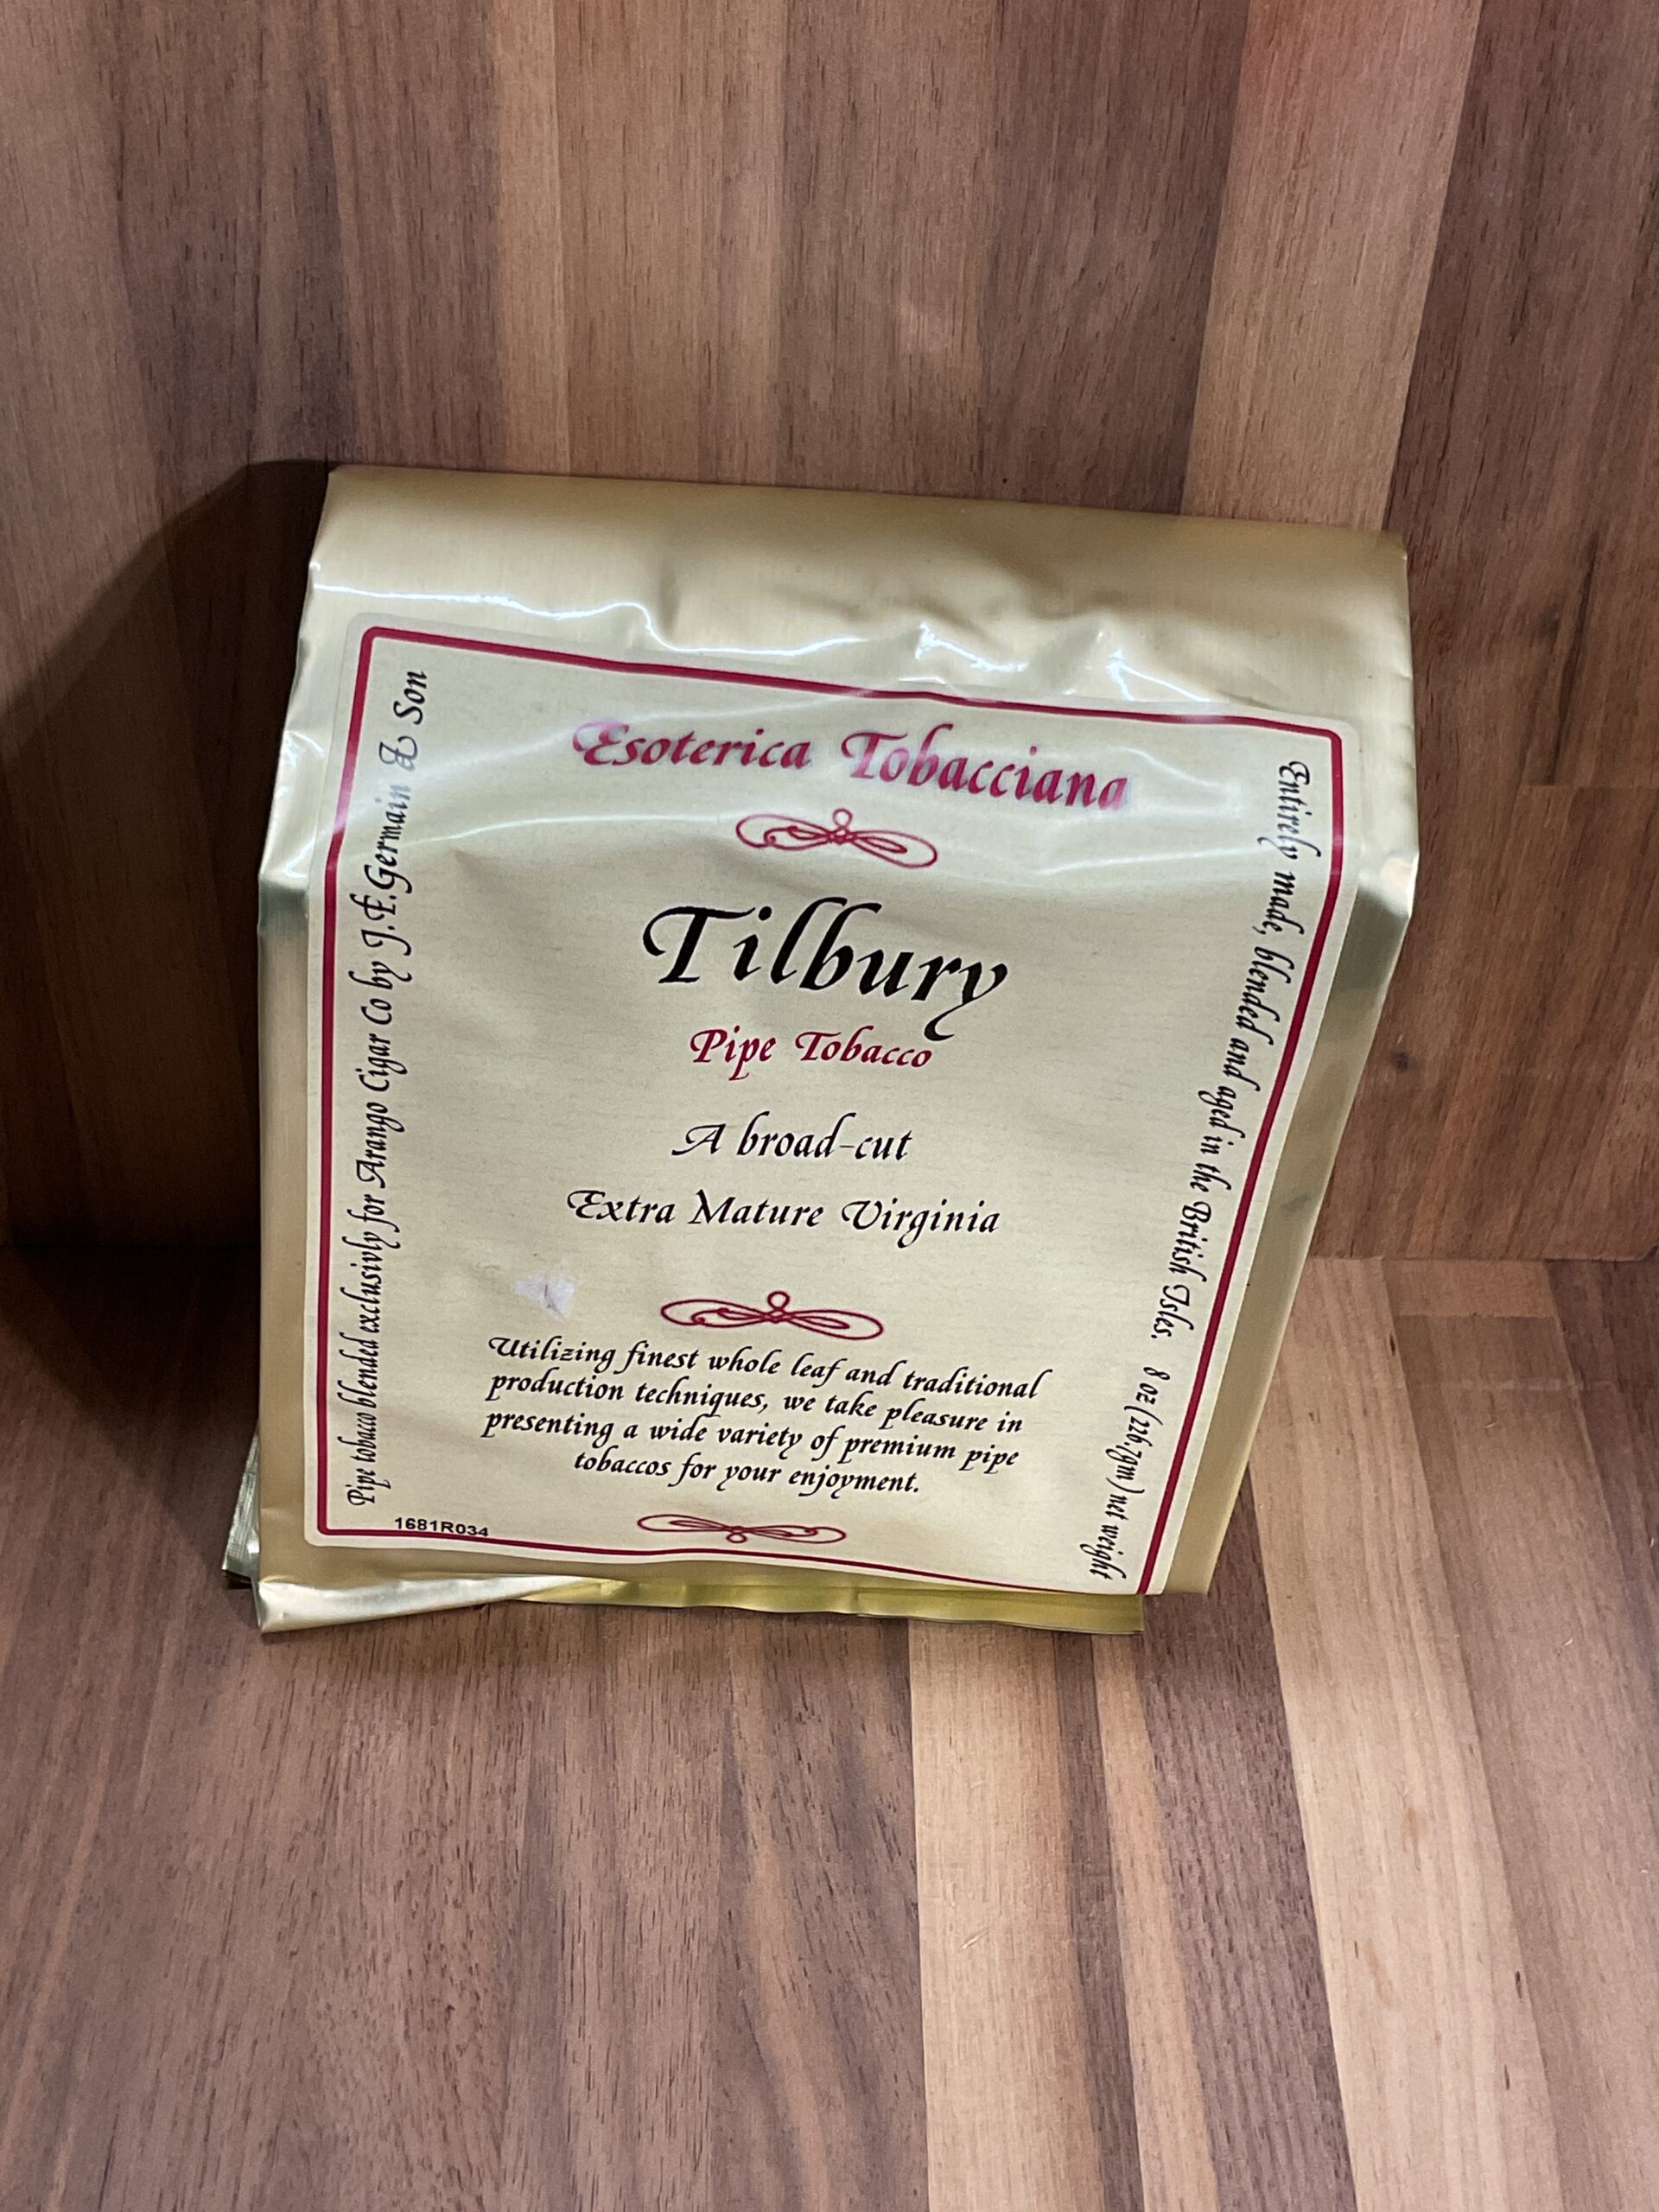 Esoterica Tobacciana
Tilbury
Pipe Tobacco
A broad-cut
Extra Mature Virginia
Utilizing finest whole leaf and traditional
production techniques, we take pleasure in
presenting a wide variety of premium pipe
tobaccos for your enjoyment.
Pipe tobacco blended exclusivly for Arango Cigar Co by J.F.Germain & Son
Entirely made, blended and aged in the British Isles. 8 oz (226.7gm) net weight
1681R034